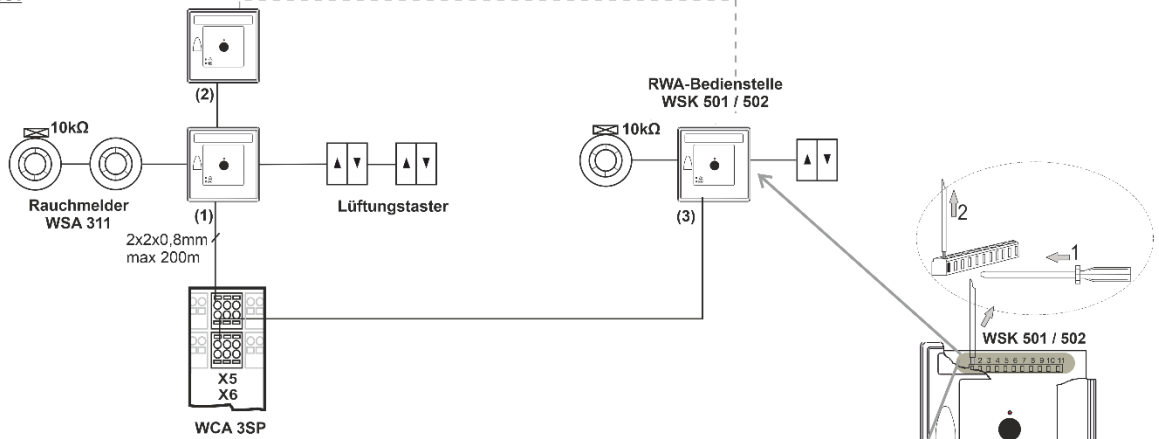 (2)
RWA-Bedienstelle
WSK 501 / 502
10kΩ
10kΩ
Rauchmelder
WSA 311
(1)
Lüftungstaster
(3)
2x2x0,8mm
max 200m
2
1
WSK 501 / 502
2 3 4 5 6 7 8 9 10 11
X5
X6
WCA 3SP